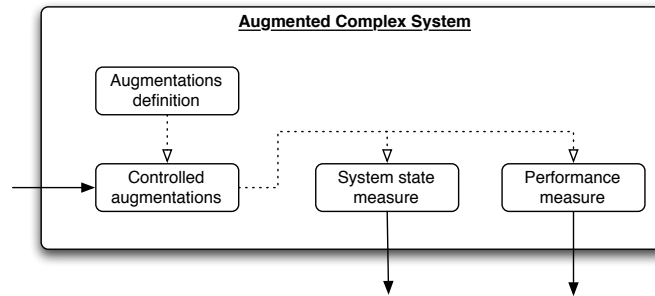 Augmented Complex System
Augmentations
definition
Controlled
augmentations
System state
measure
Performance
measure